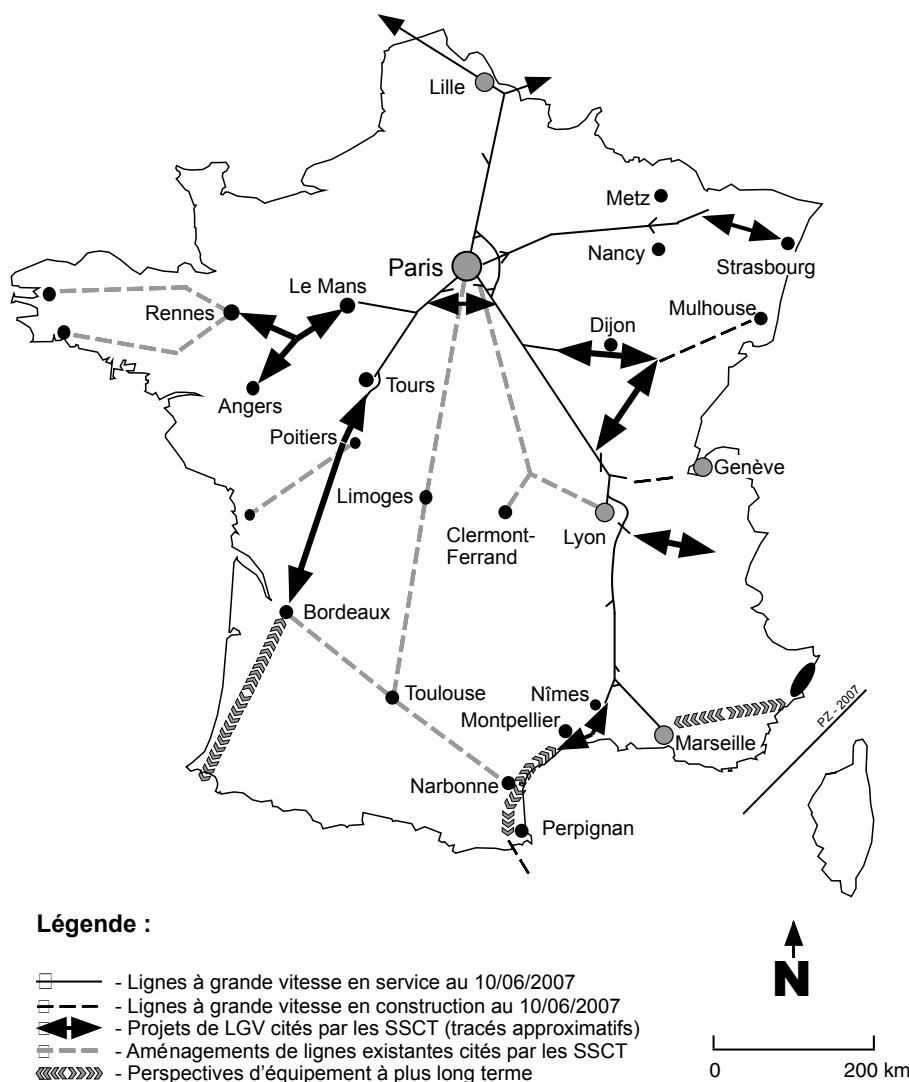 Lille
Metz
Paris
Nancy
Strasbourg
Le Mans
Rennes
Mulhouse
Dijon
Tours
Angers
Poitiers
Genève
Limoges
Clermont-
Ferrand
Lyon
Bordeaux
Toulouse
Nîmes
Montpellier
PZ - 2007
Marseille
Narbonne
Perpignan
Légende :
- Lignes à grande vitesse en service au 10/06/2007
- Lignes à grande vitesse en construction au 10/06/2007
- Projets de LGV cités par les SSCT (tracés approximatifs)
- Aménagements de lignes existantes cités par les SSCT
- Perspectives d'équipement à plus long terme
N
0 200 km